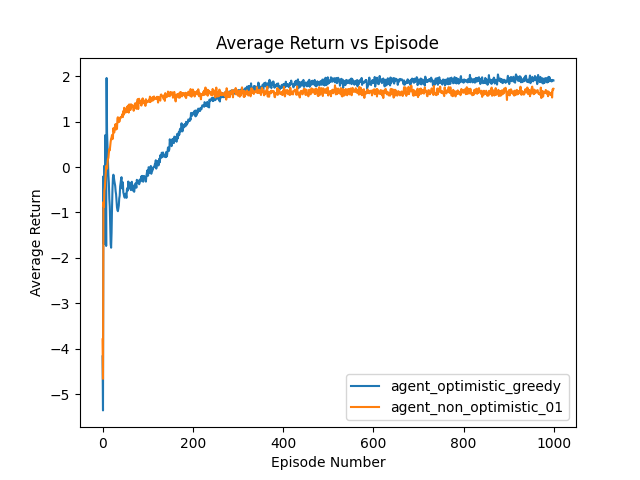 Average Return vs Episode
Average Return
2
1
0
−1
−2
−3
−4
−5
0 200 400 600 800 1000
Episode Number
agent_optimistic_greedy
agent_non_optimistic_01